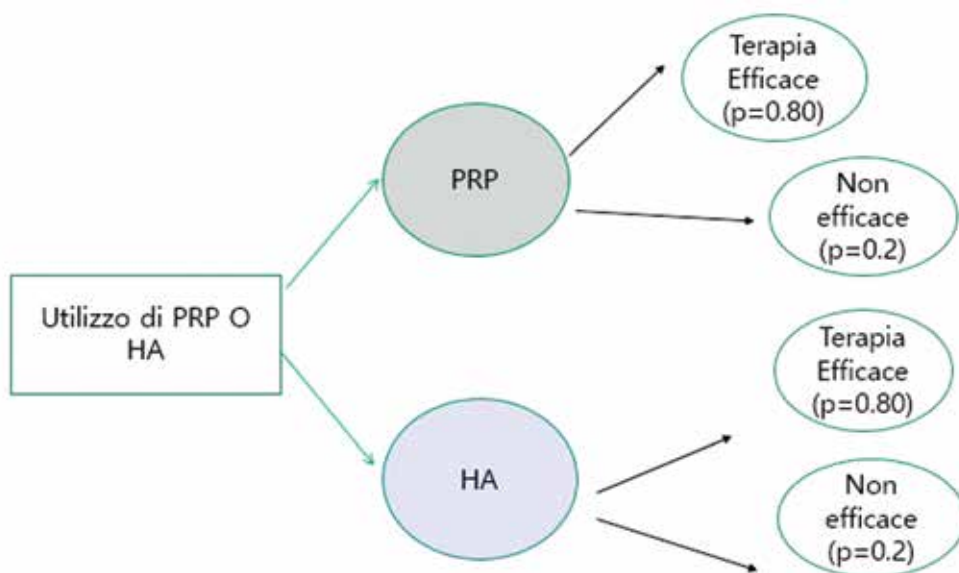 Terapia
Efficace
(p=0.80)
PRP
Non
efficace
(p=0.2)
Utilizzo di PRP O
HA
Terapia
Efficace
(p=0.80)
HA
Non
efficace
(p=0.2)